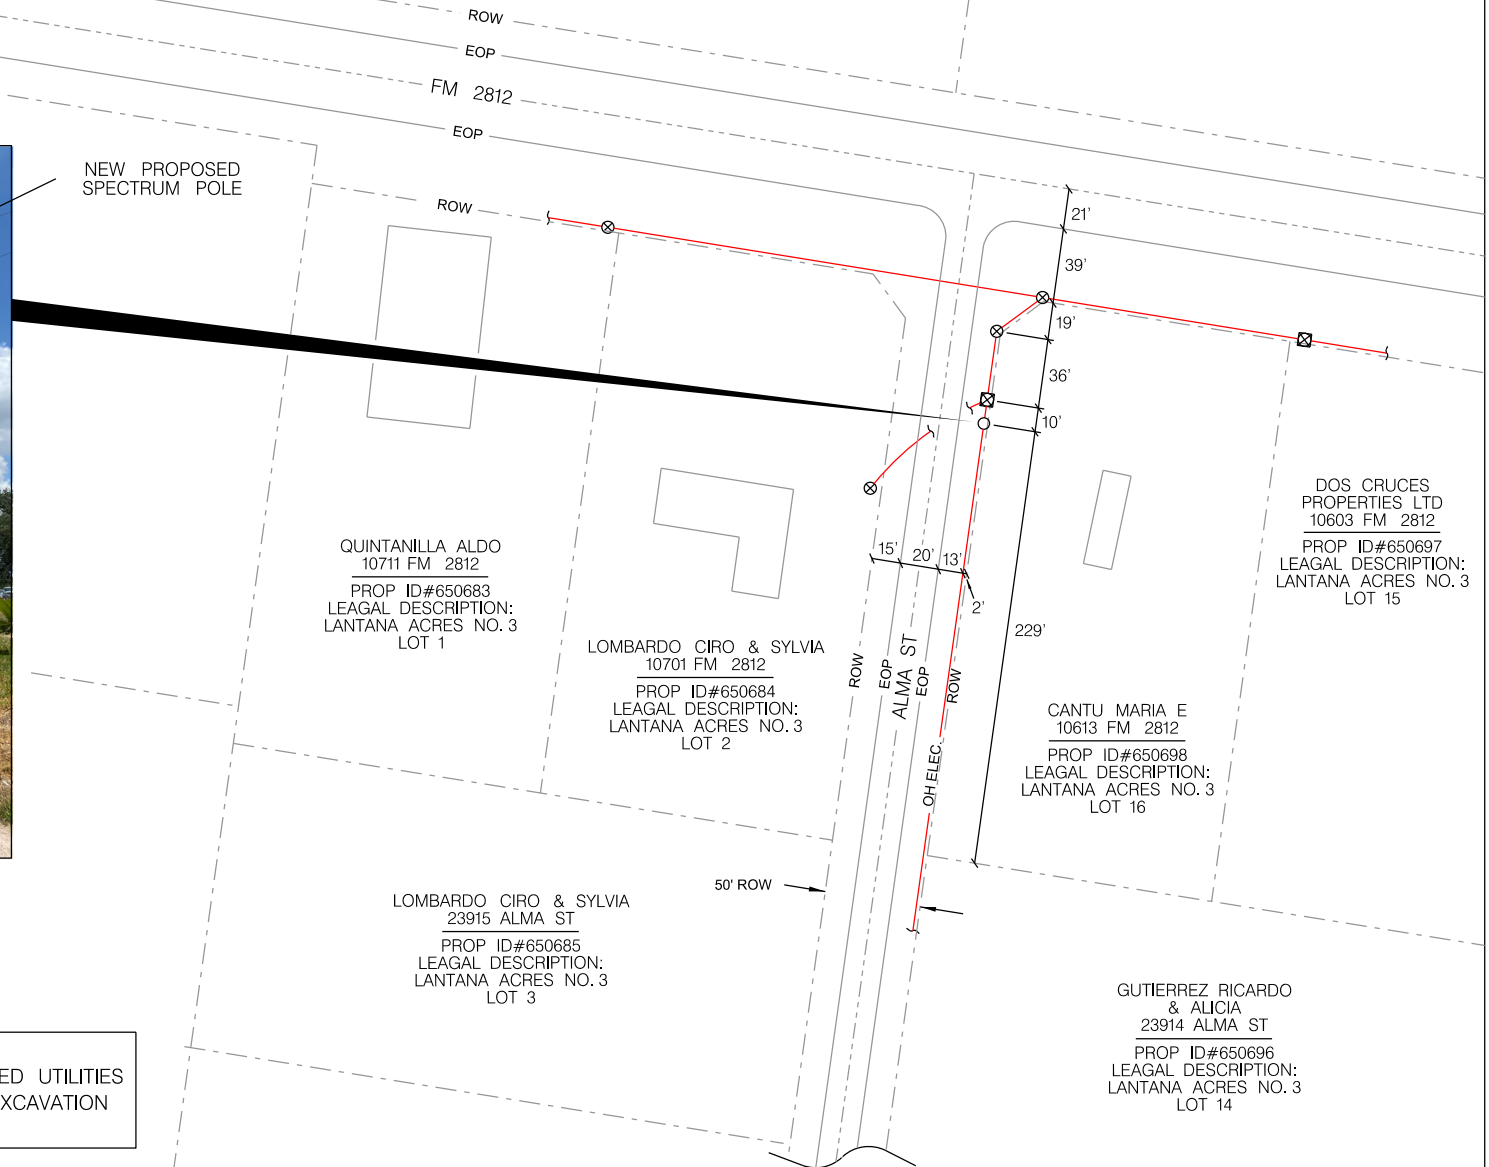 ROW
EOP
FM 2812
EOP
NEW PROPOSED
SPECTRUM POLE
ROW
21'
39'
19'
36'
10'
229'
15'
20'
13'
2'
QUINTANILLA ALDO
10711 FM 2812
PROP ID#650683
LEAGAL DESCRIPTION:
LANTANA ACRES NO. 3
LOT 1
LOMBARDO CIRO & SYLVIA
10701 FM 2812
PROP ID#650684
LEAGAL DESCRIPTION:
LANTANA ACRES NO. 3
LOT 2
ROW
EOP
ALMA ST
EOP
ROW
OH ELEC.
DOS CRUCES
PROPERTIES LTD
10603 FM 2812
PROP ID#650697
LEAGAL DESCRIPTION:
LANTANA ACRES NO. 3
LOT 15
CANTU MARIA E
10613 FM 2812
PROP ID#650698
LEAGAL DESCRIPTION:
LANTANA ACRES NO. 3
LOT 16
50' ROW
LOMBARDO CIRO & SYLVIA
23915 ALMA ST
PROP ID#650685
LEAGAL DESCRIPTION:
LANTANA ACRES NO. 3
LOT 3
GUTIERREZ RICARDO
& ALICIA
23914 ALMA ST
PROP ID#650696
LEAGAL DESCRIPTION:
LANTANA ACRES NO. 3
LOT 14
UTILITIES